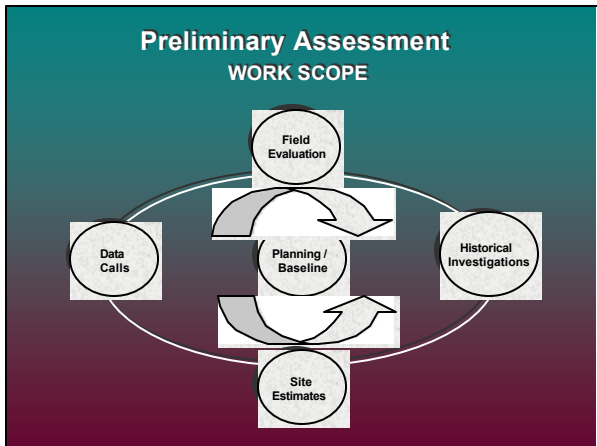 Preliminary Assessment
WORK SCOPE
Field
Evaluation
Data
Calls
Planning /
Baseline
Historical
Investigations
Site
Estimates